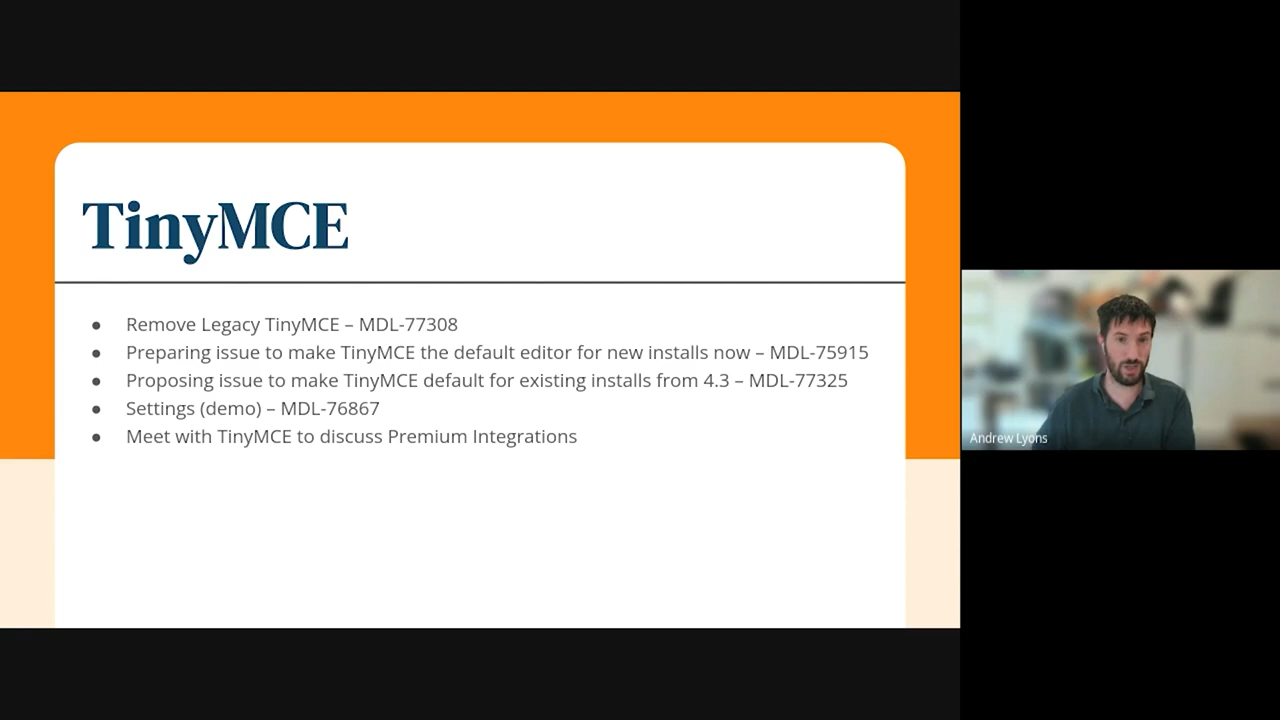 TinyMCE
● Remove Legacy TinyMCE – MDL-77308
● Preparing issue to make TinyMCE the default editor for new installs now – MDL-75915
● Proposing issue to make TinyMCE default for existing installs from 4.3 – MDL-77325
● Settings (demo) – MDL-76867
● Meet with TinyMCE to discuss Premium Integrations
Andrew Lyons